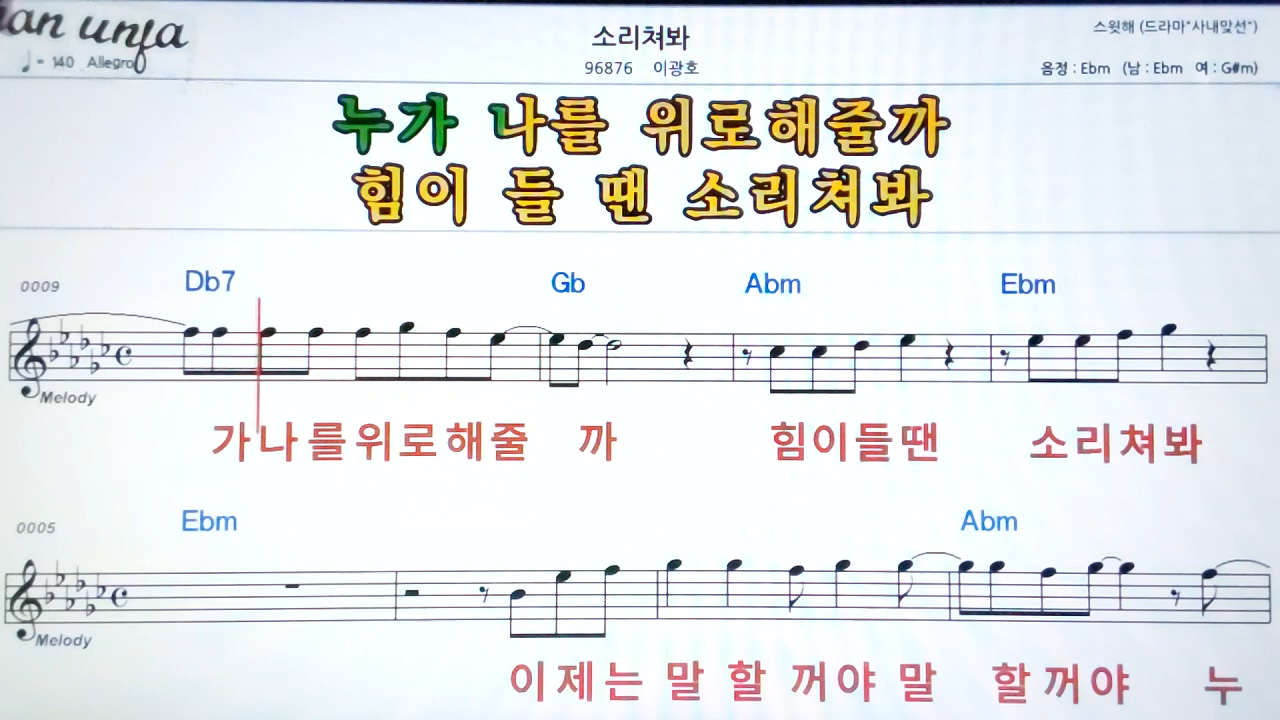 ♩ = 140 Allegro
소리쳐봐
96876 이광호
스윗해 (드라마"사내맞선")
음정 : Ebm (남 : Ebm 여 : G#m)
누가 나를 위로해줄까
힘이 들 땐 소리쳐봐
0009 Db7 Gb Abm Ebm
Melody
가나를위로해줄 까 힘이들땐 소리쳐봐
0005 Ebm Abm
Melody
이제는 말 할 꺼야 말 할꺼야 누